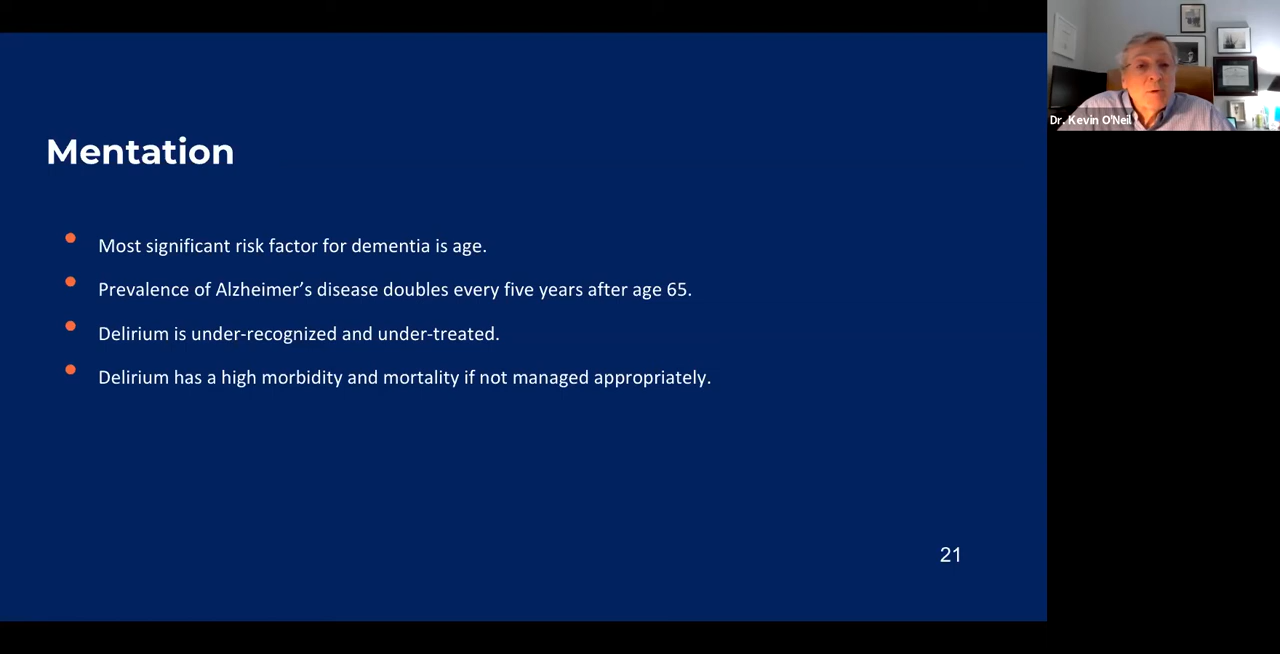 Mentation
Most significant risk factor for dementia is age.
Prevalence of Alzheimer’s disease doubles every five years after age 65.
Delirium is under-recognized and under-treated.
Delirium has a high morbidity and mortality if not managed appropriately.
21
Dr. Kevin O'Neil